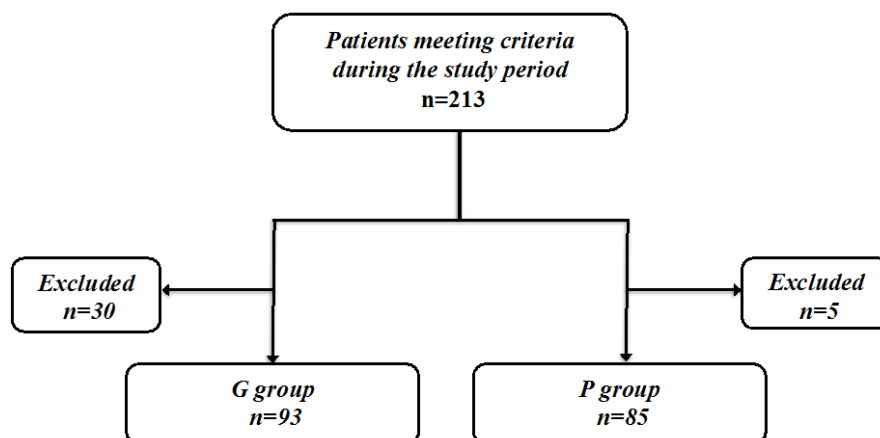 Patients meeting criteria
during the study period
n=213
Excluded
n=30
Excluded
n=5
G group
n=93
P group
n=85